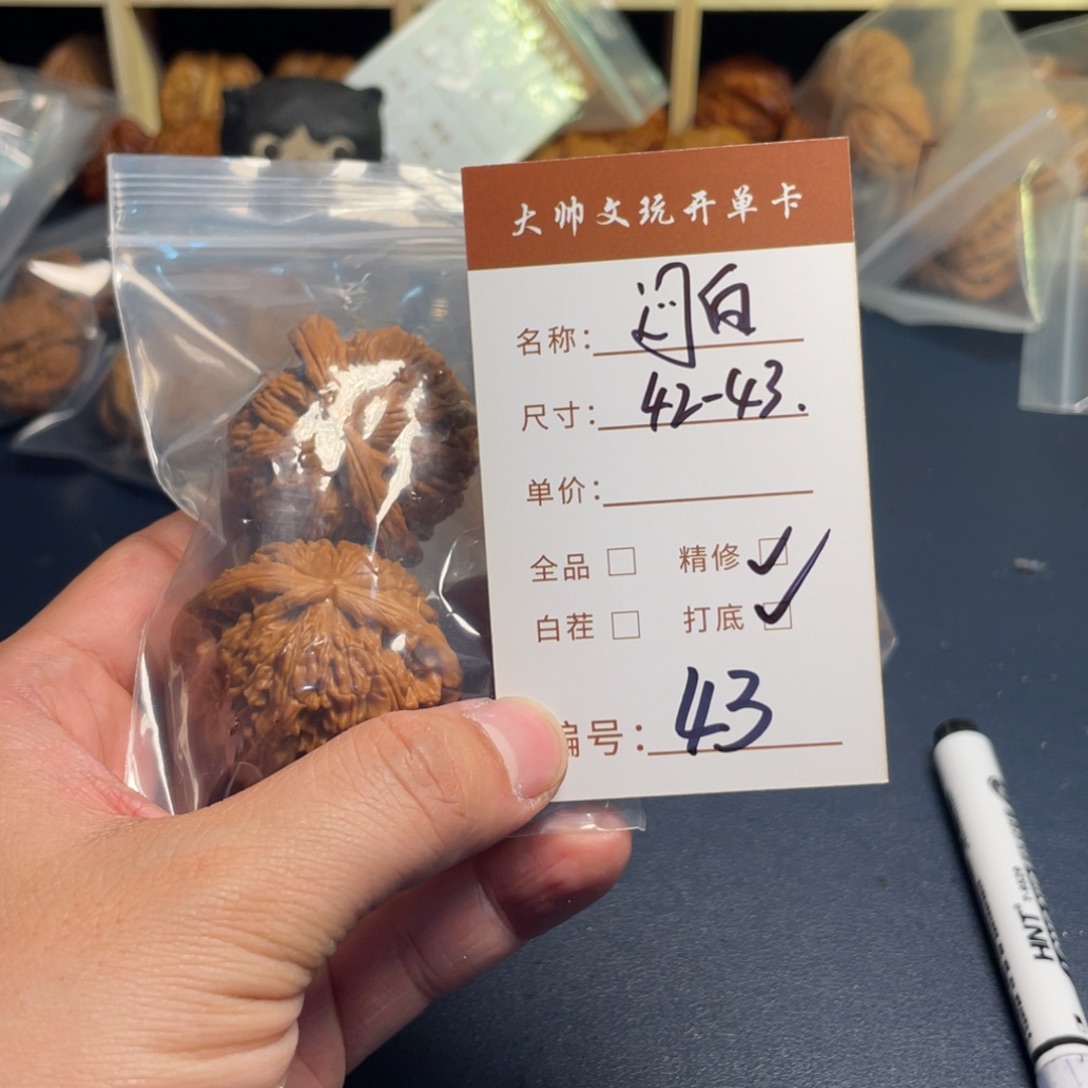 大帅文玩开单卡
名称: 闷白
尺寸: 42-43.
单价:
全品 □ 精修 ☑
白茬 □ 打底 ☑
编号: 43
HNT